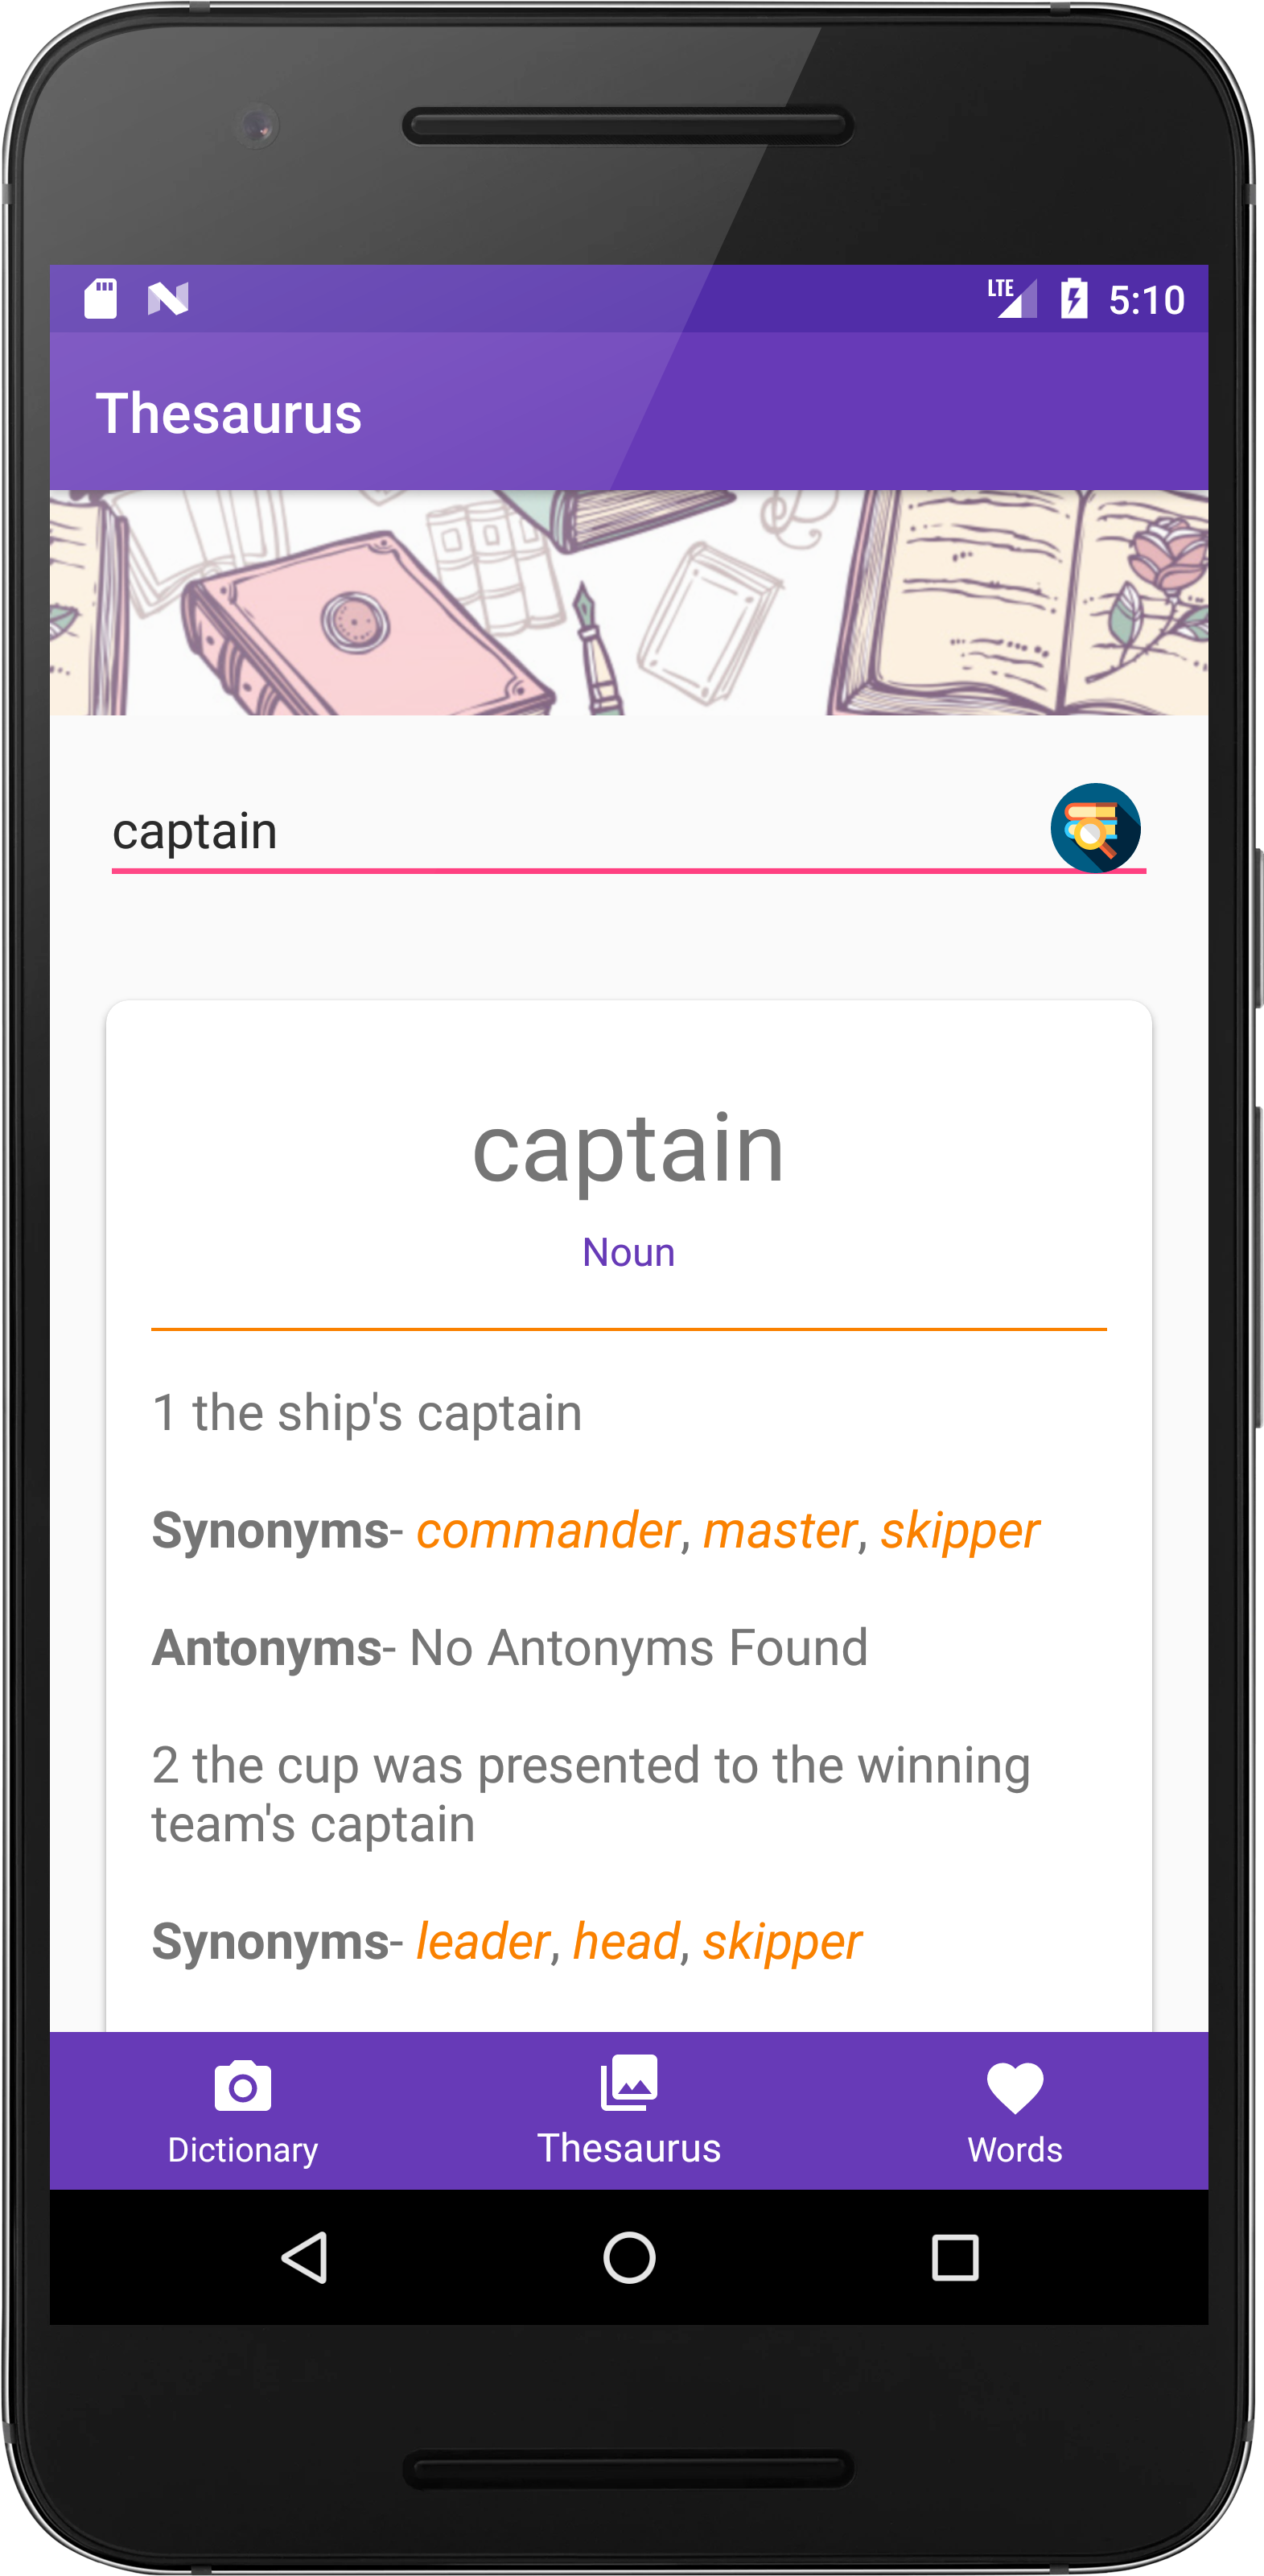 LTE 5:10
Thesaurus
captain
captain
Noun
1 the ship's captain
Synonyms- commander, master, skipper
Antonyms- No Antonyms Found
2 the cup was presented to the winning
team's captain
Synonyms- leader, head, skipper
Dictionary Thesaurus Words